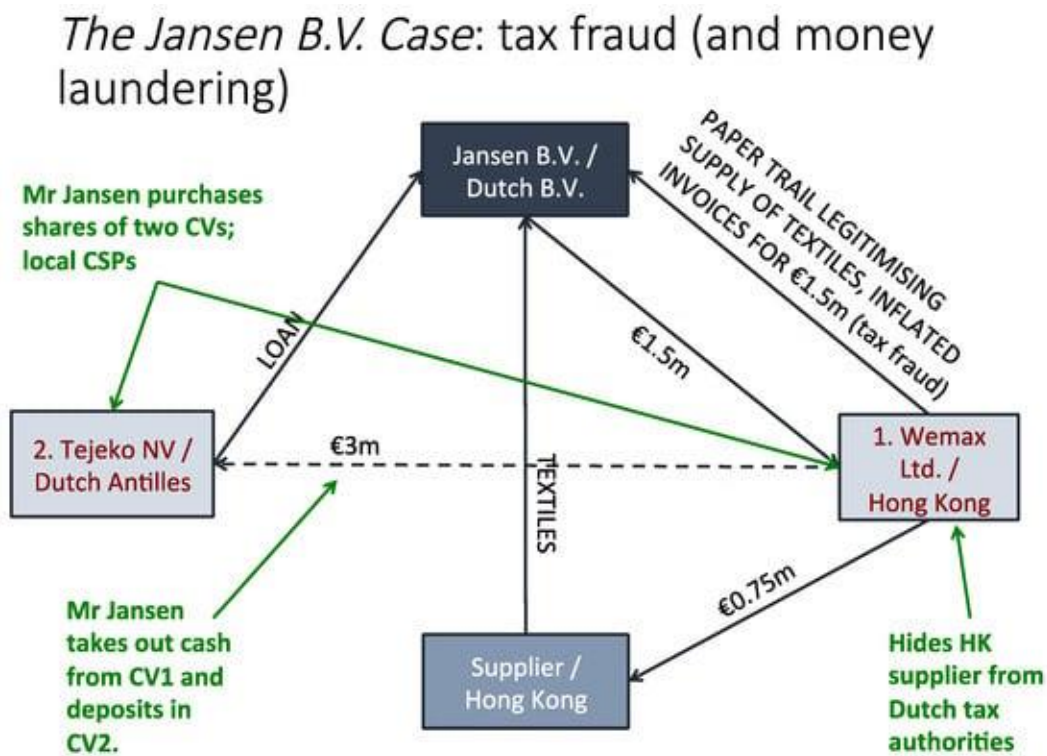 The Jansen B.V. Case: tax fraud (and money
laundering)
Jansen B.V. /
Dutch B.V.
PAPER TRAIL LEGITIMISING
SUPPLY OF TEXTILES, INFLATED
INVOICES FOR €1.5m (tax fraud)
Mr Jansen purchases
shares of two CVs;
local CSPs
LOAN
€1.5m
2. Tejeko NV /
Dutch Antilles
€3m
TEXTILES
1. Wemax
Ltd. /
Hong Kong
€0.75m
Mr Jansen
takes out cash
from CV1 and
deposits in
CV2.
Supplier /
Hong Kong
Hides HK
supplier from
Dutch tax
authorities